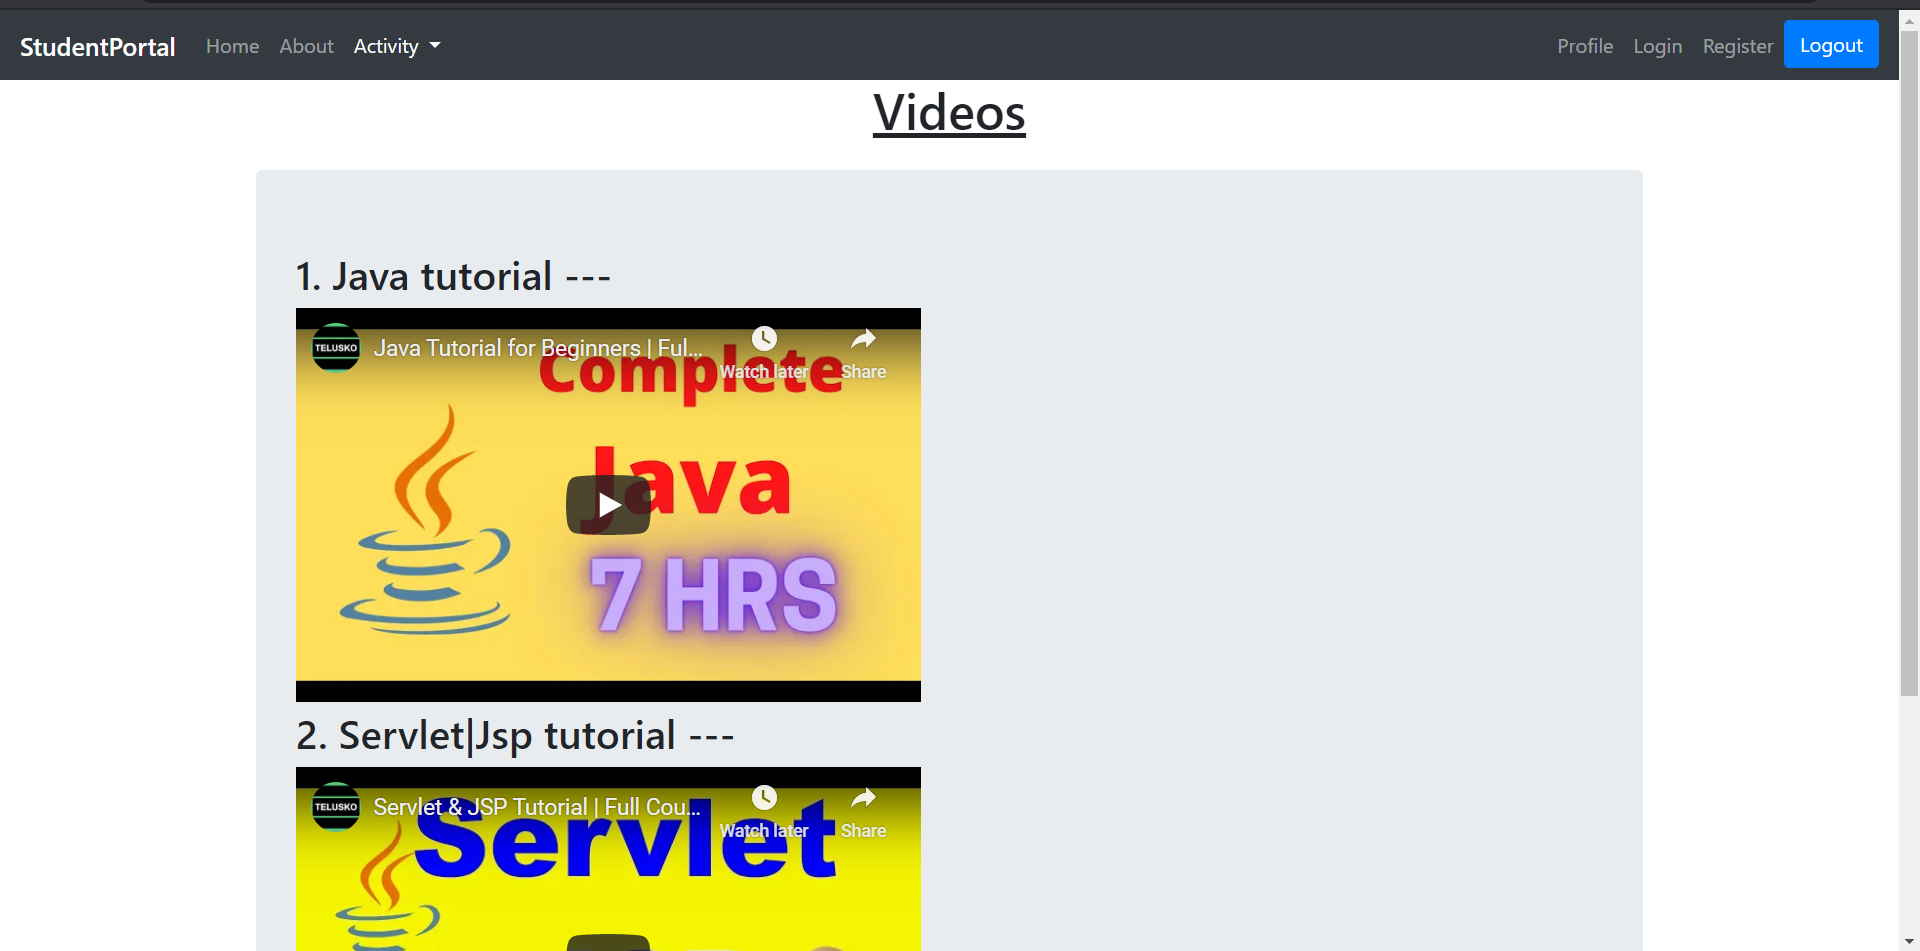 StudentPortal Home About Activity Profile Login Register Logout
Videos
1. Java tutorial ---
TELUSKO Java Tutorial for Beginners | Ful... Watch later Share
Complete
Java
7 HRS
2. Servlet|Jsp tutorial ---
TELUSKO Servlet & JSP Tutorial | Full Cou... Watch later Share
Servlet